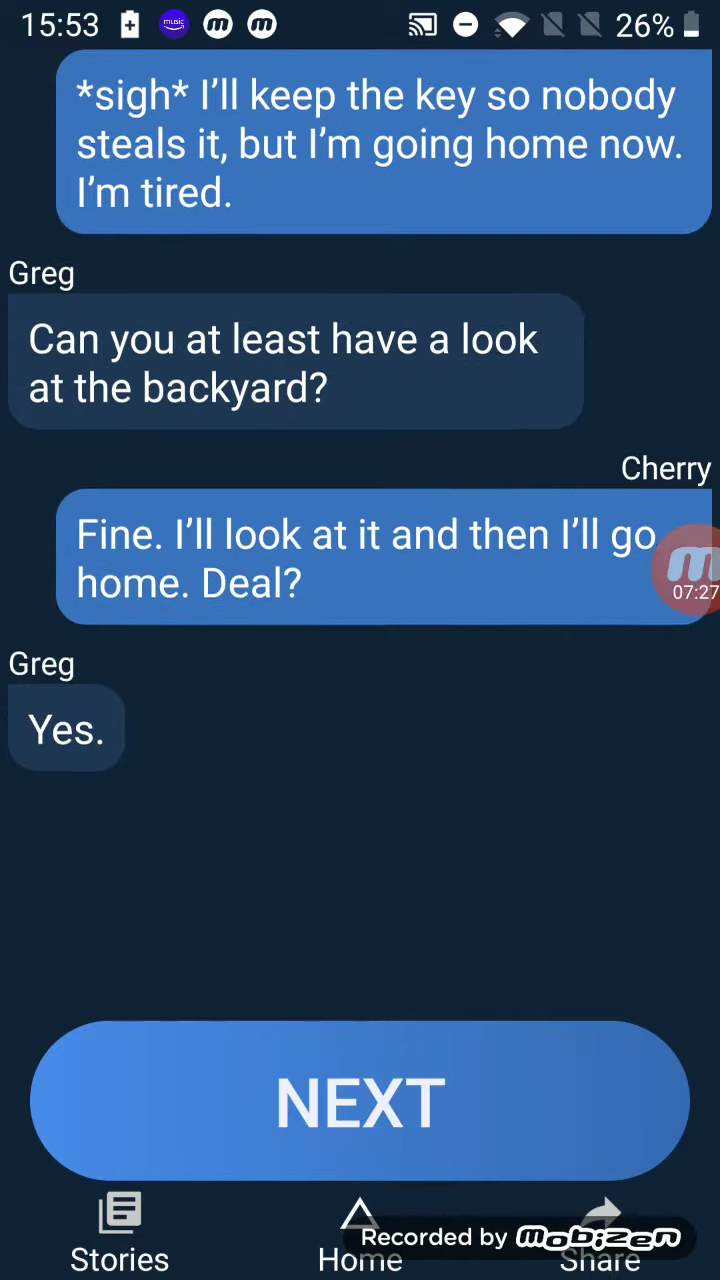 15:53
music
m
m
26%
*sigh* I’ll keep the key so nobody
steals it, but I’m going home now.
I’m tired.
Greg
Can you at least have a look
at the backyard?
Cherry
Fine. I’ll look at it and then I’ll go
home. Deal?
m
07:27
Greg
Yes.
NEXT
Stories
Home
Share
Recorded by mobizen